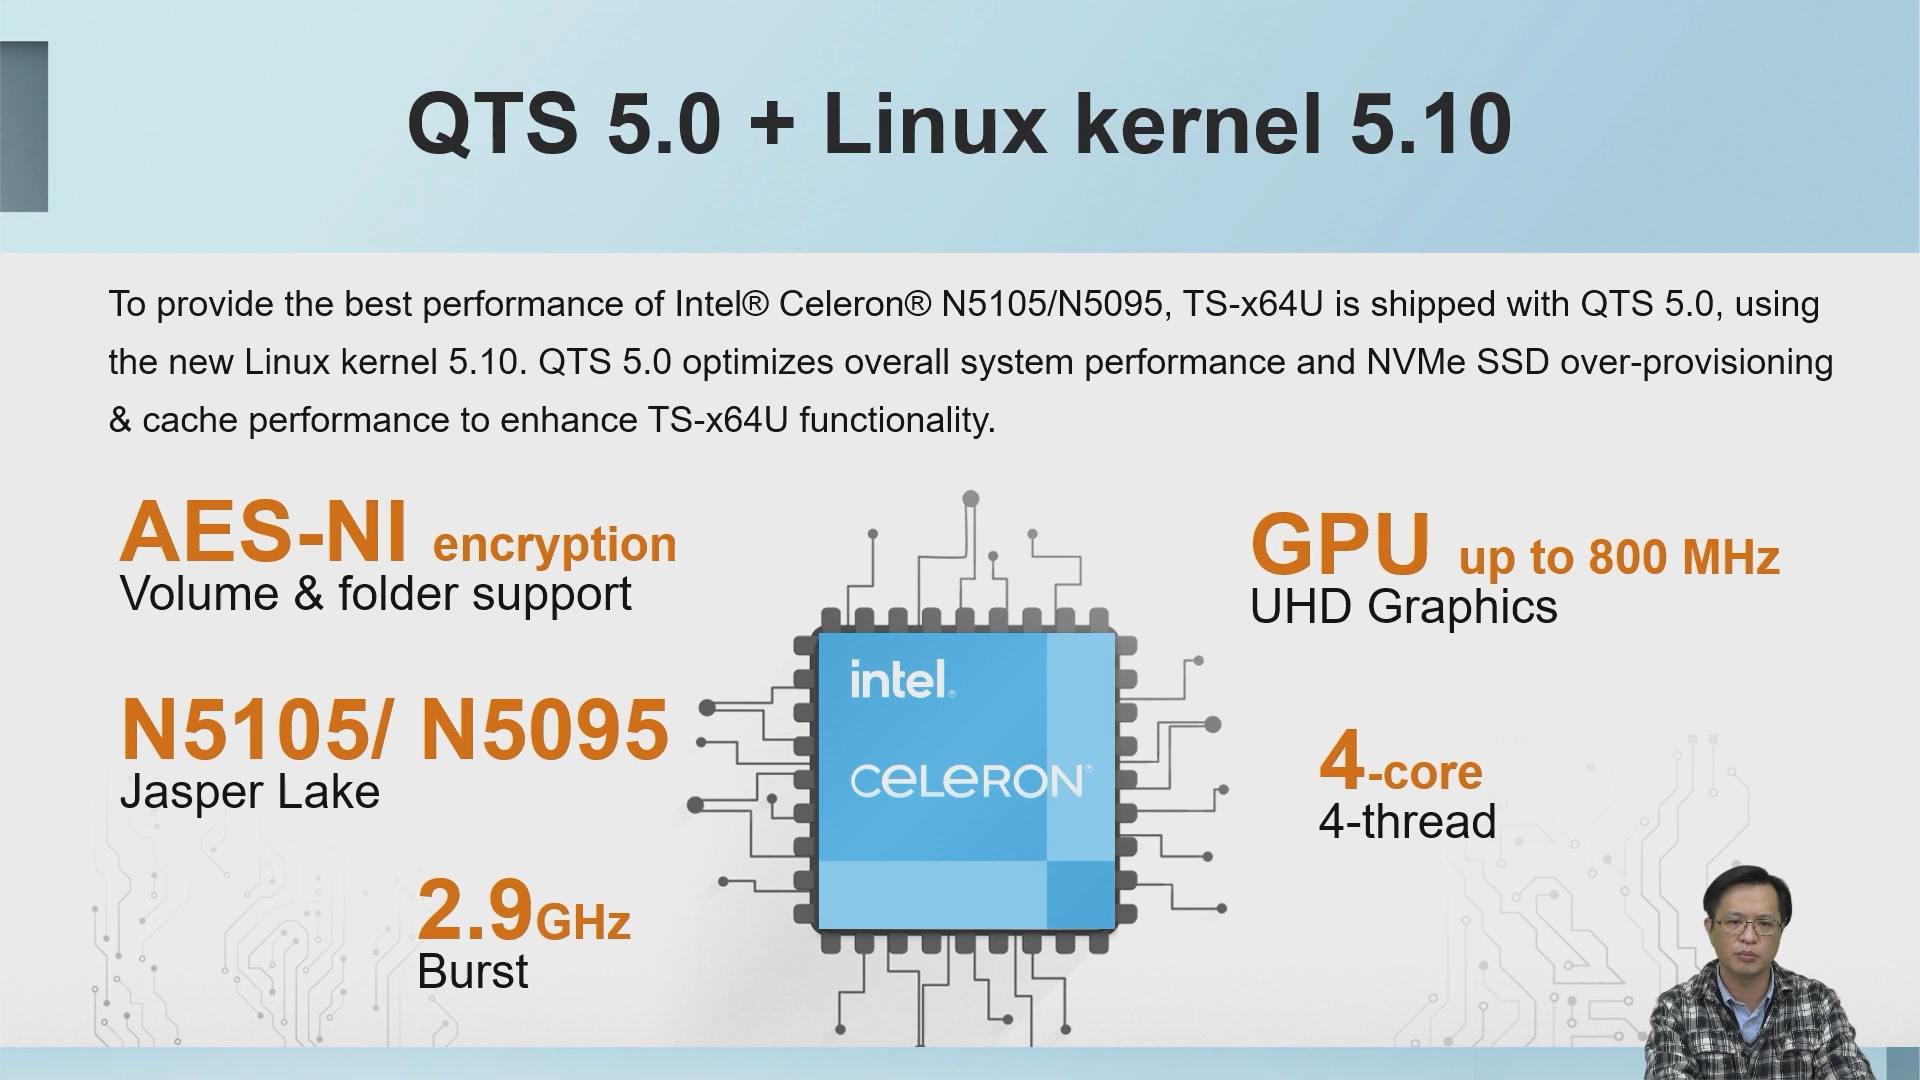 QTS 5.0 + Linux kernel 5.10
To provide the best performance of Intel® Celeron® N5105/N5095, TS-x64U is shipped with QTS 5.0, using
the new Linux kernel 5.10. QTS 5.0 optimizes overall system performance and NVMe SSD over-provisioning
& cache performance to enhance TS-x64U functionality.
AES-NI encryption
Volume & folder support
N5105/ N5095
Jasper Lake
2.9GHz
Burst
intel®
CELERON®
GPU up to 800 MHz
UHD Graphics
4-core
4-thread